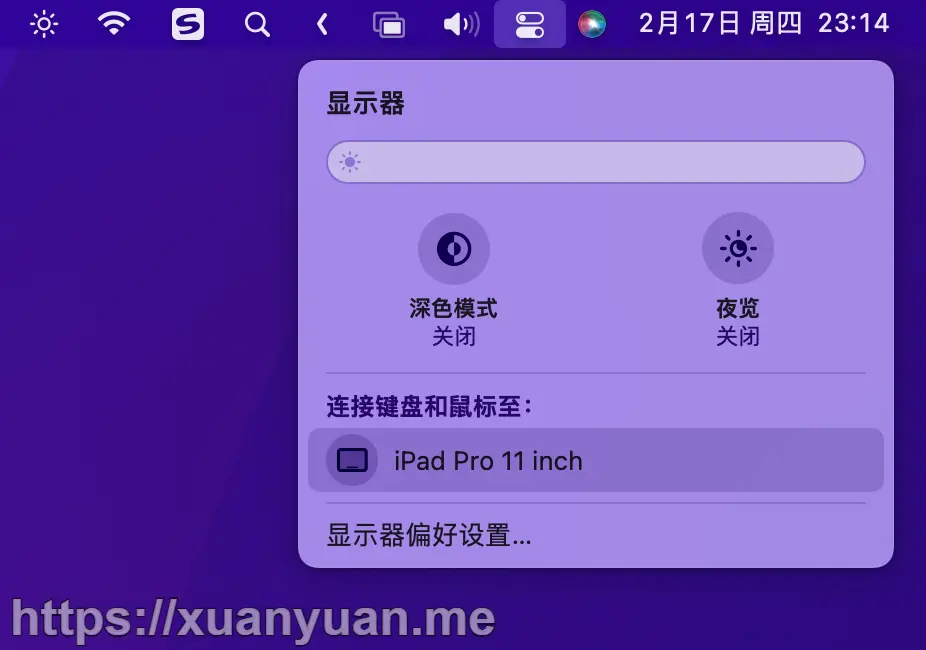 2月17日 周四 23:14
显示器
深色模式 夜览
关闭 关闭
连接键盘和鼠标至：
iPad Pro 11 inch
显示器偏好设置...
https://xuanyuan.me